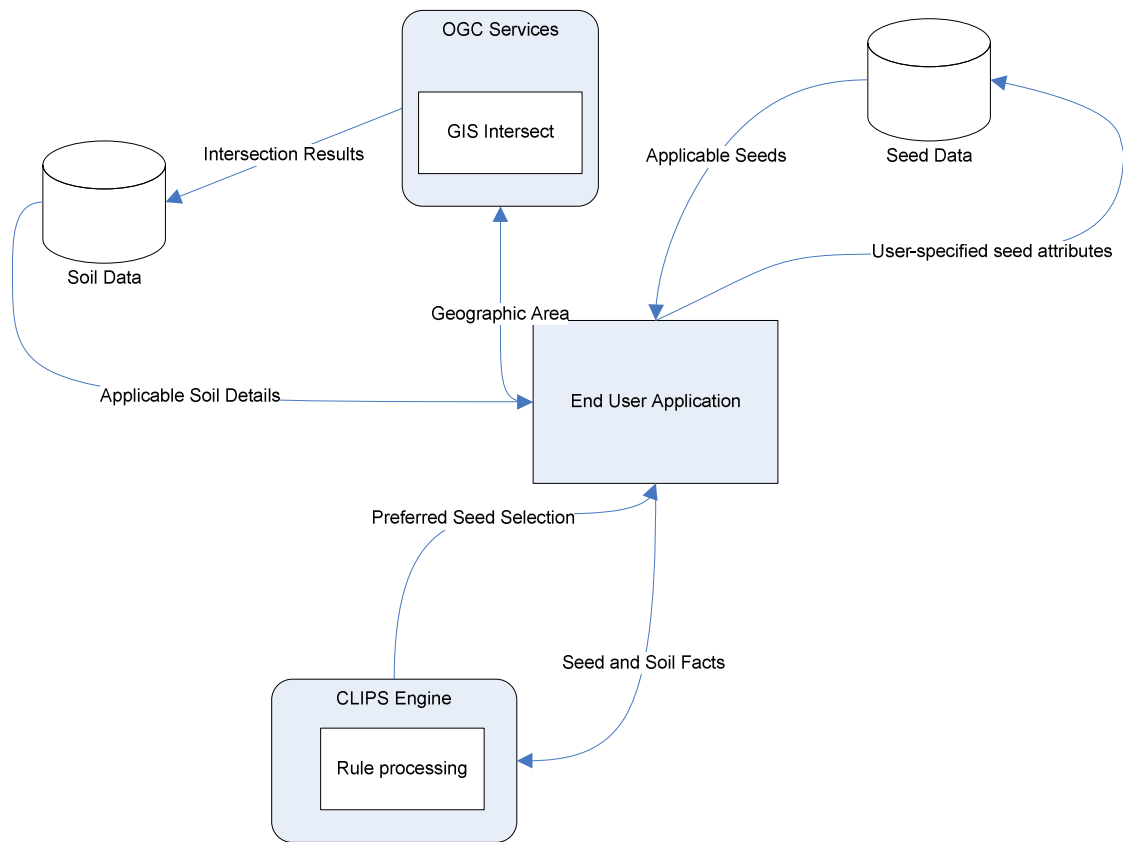 OGC Services
GIS Intersect
Intersection Results
Applicable Seeds
Seed Data
Soil Data
User-specified seed attributes
Geographic Area
Applicable Soil Details
End User Application
Preferred Seed Selection
Seed and Soil Facts
CLIPS Engine
Rule processing